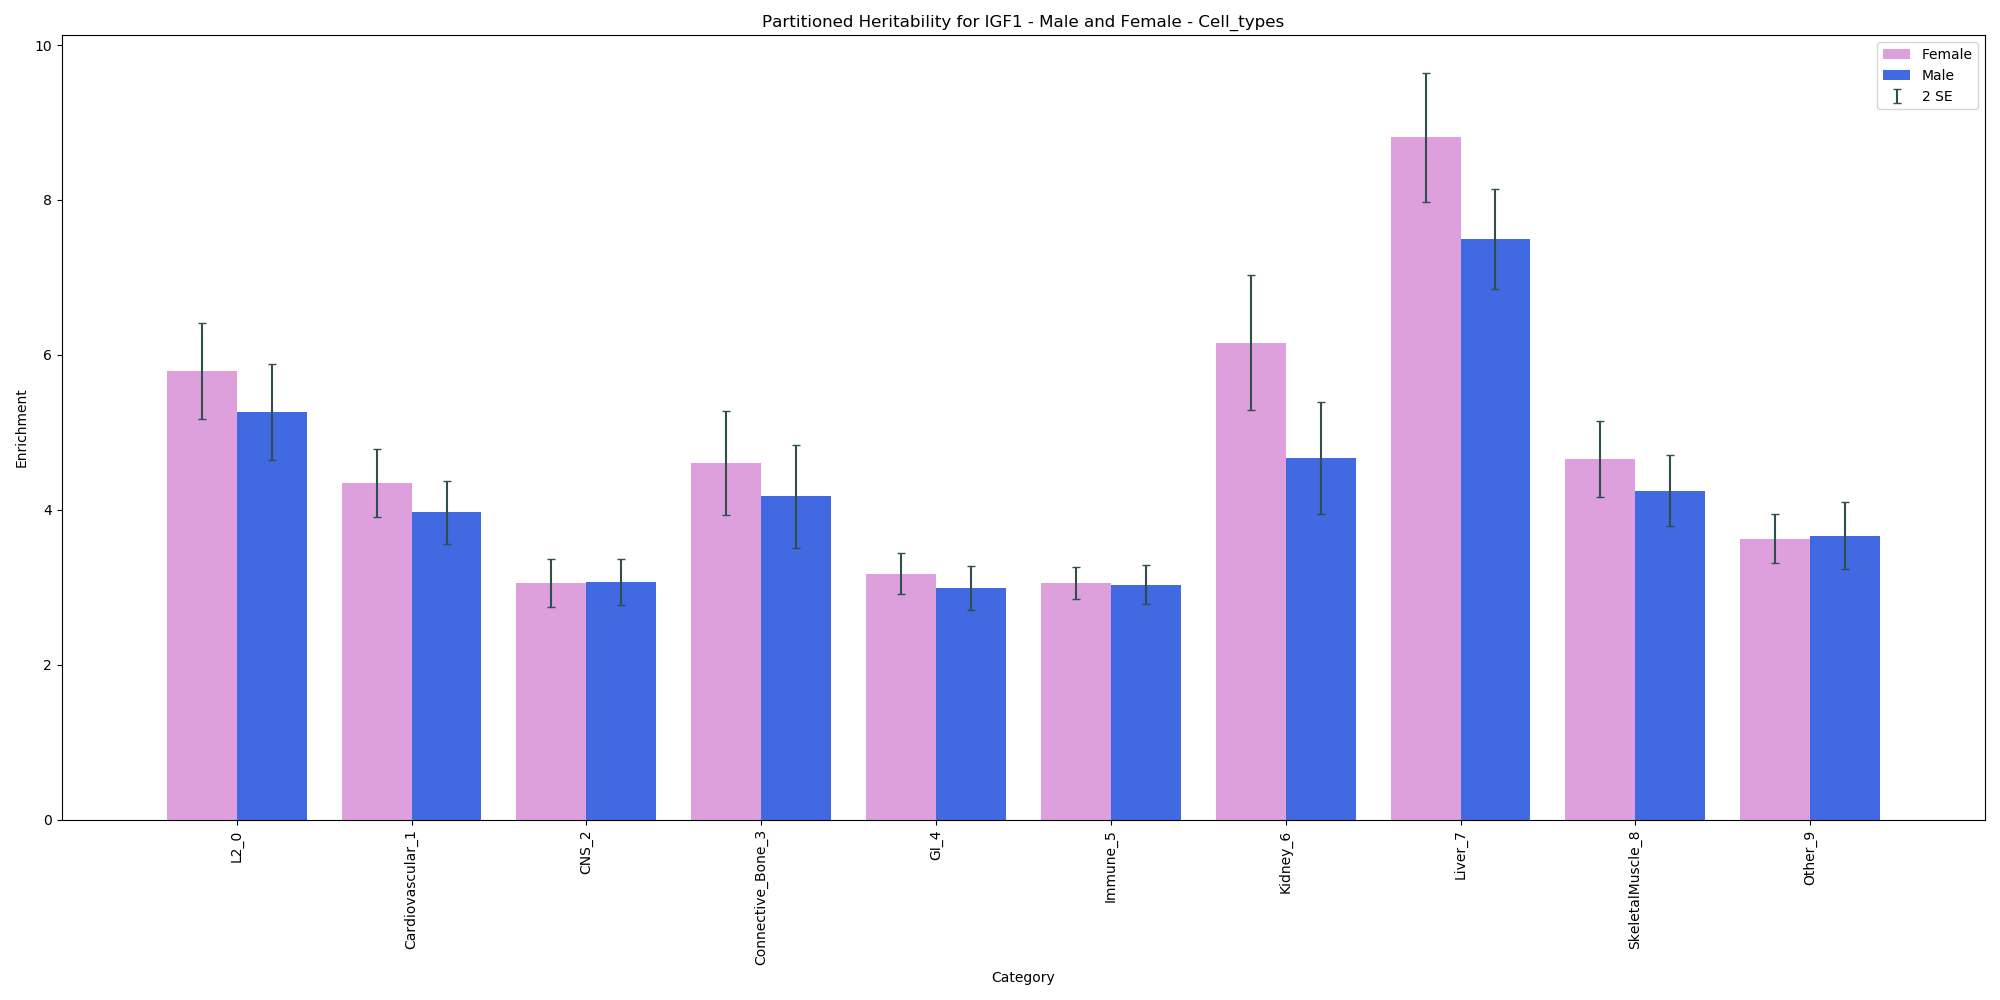 Partitioned Heritability for IGF1 - Male and Female - Cell_types
10
8
6
4
2
0
Enrichment
Female
Male
2 SE
L2_0
Cardiovascular_1
CNS_2
Connective_Bone_3
GI_4
Immune_5
Kidney_6
Liver_7
SkeletalMuscle_8
Other_9
Category